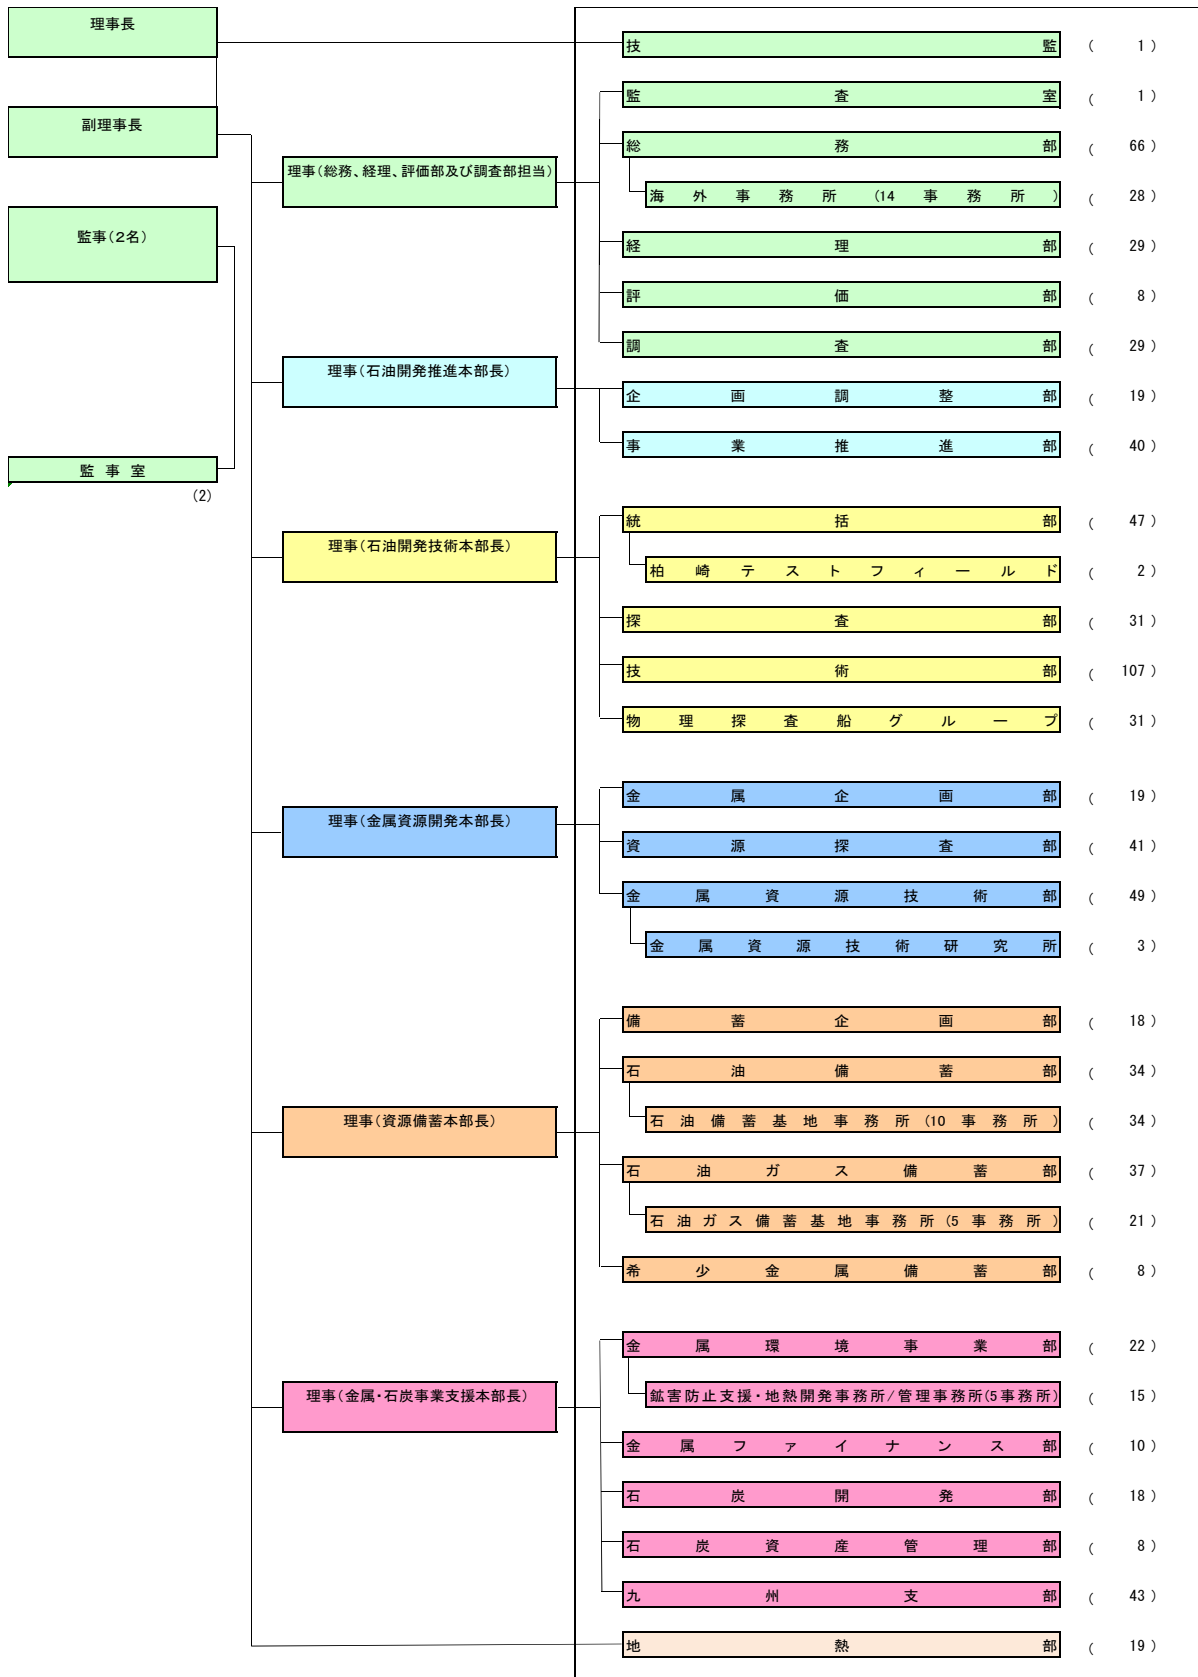 理事長
副理事長
監事(2名)
監 事 室
(2)
理事(総務、経理、評価部及び調査部担当)
理事(石油開発推進本部長)
理事(石油開発技術本部長)
理事(金属資源開発本部長)
理事(資源備蓄本部長)
理事(金属・石炭事業支援本部長)
技 監 ( 1 )
監 査 室 ( 1 )
総 務 部 ( 66 )
海 外 事 務 所 (14 事 務 所 ) ( 28 )
経 理 部 ( 29 )
評 価 部 ( 8 )
調 査 部 ( 29 )
企 画 調 整 部 ( 19 )
事 業 推 進 部 ( 40 )
統 括 部 ( 47 )
柏 崎 テ ス ト フ ィ ー ル ド ( 2 )
探 査 部 ( 31 )
技 術 部 ( 107 )
物 理 探 査 船 グ ル ー プ ( 31 )
金 属 企 画 部 ( 19 )
資 源 探 査 部 ( 41 )
金 属 資 源 技 術 部 ( 49 )
金 属 資 源 技 術 研 究 所 ( 3 )
備 蓄 企 画 部 ( 18 )
石 油 備 蓄 部 ( 34 )
石 油 備 蓄 基 地 事 務 所 (10 事 務 所 ) ( 34 )
石 油 ガ ス 備 蓄 部 ( 37 )
石 油 ガ ス 備 蓄 基 地 事 務 所 (5 事 務 所 ) ( 21 )
希 少 金 属 備 蓄 部 ( 8 )
金 属 環 境 事 業 部 ( 22 )
鉱害防止支援・地熱開発事務所/管理事務所(5事務所) ( 15 )
金 属 フ ァ イ ナ ン ス 部 ( 10 )
石 炭 開 発 部 ( 18 )
石 炭 資 産 管 理 部 ( 8 )
九 州 支 部 ( 43 )
地 熱 部 ( 19 )